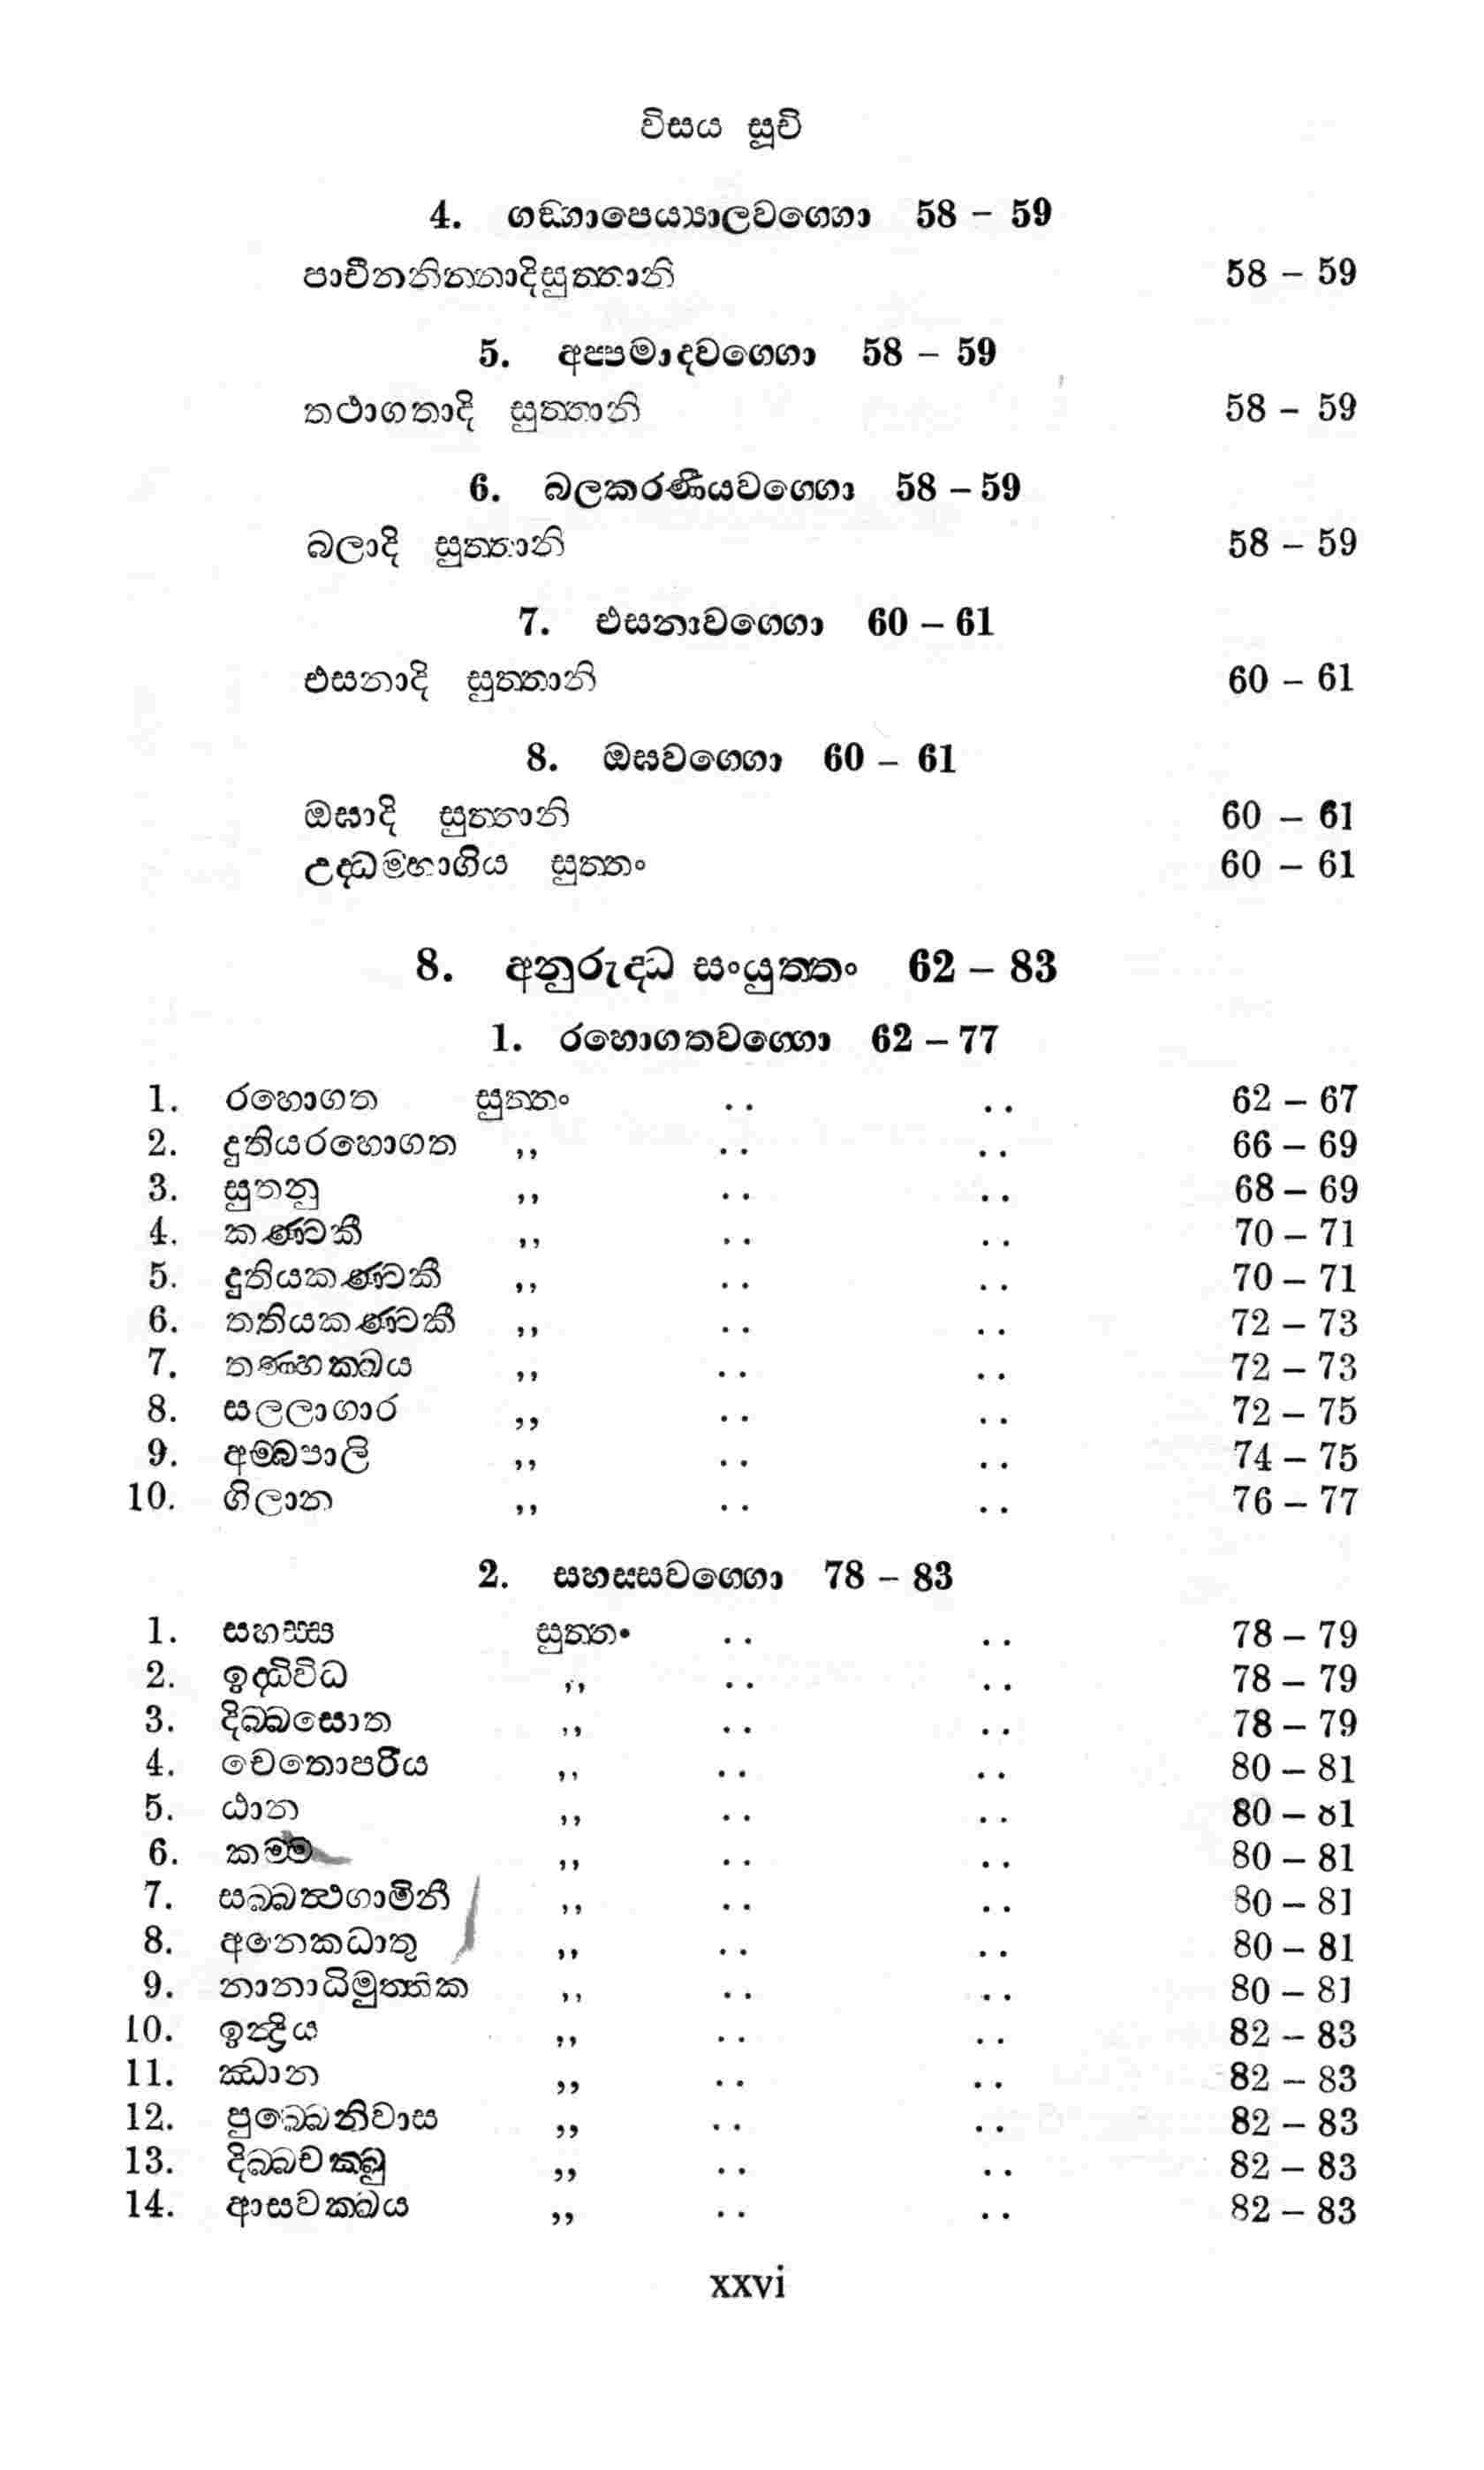 විසය සූචි
4. ගඞ්ගාපෙය්‍යාලවග්ගො 58 – 59
පාචීනනින්නාදිසුත්තානි 58 – 59
5. අප්පමාදවග්ගො 58 – 59
තථාගතාදි සුත්තානි 58 – 59
6. බලකරණීයවග්ගො 58 – 59
බලාදි සුත්තානි 58 – 59
7. එසනාවග්ගො 60 – 61
එසනාදි සුත්තානි 60 – 61
8. ඔඝවග්ගො 60 – 61
ඔඝාදි සුත්තානි 60 – 61
උද්ධම්භාගිය සුත්තං 60 – 61
8. අනුරුද්ධ සංයුත්තං 62 – 83
1. රහොගතවග්ගො 62 – 77
1. රහොගත සුත්තං .. .. 62 – 67
2. දුතියරහොගත ,, .. .. 66 – 69
3. සුතනු ,, .. .. 68 – 69
4. කණ්ටකී ,, .. .. 70 – 71
5. දුතියකණ්ටකී ,, .. .. 70 – 71
6. තතියකණ්ටකී ,, .. .. 72 – 73
7. තණ්හක්ඛය ,, .. .. 72 – 73
8. සලලාගාර ,, .. .. 72 – 75
9. අම්බපාලි ,, .. .. 74 – 75
10. ගිලාන ,, .. .. 76 – 77
2. සහස්සවග්ගො 78 – 83
1. සහස්ස සුත්තං .. .. 78 – 79
2. ඉද්ධිවිධ ,, .. .. 78 – 79
3. දිබ්බසොත ,, .. .. 78 – 79
4. චෙතොපරිය ,, .. .. 80 – 81
5. ඨාන ,, .. .. 80 – 81
6. කම්ම ,, .. .. 80 – 81
7. සබ්බත්ථගාමිනී ,, .. .. 80 – 81
8. අනෙකධාතු ,, .. .. 80 – 81
9. නානාධිමුත්තික ,, .. .. 80 – 81
10. ඉන්ද්‍රිය ,, .. .. 82 – 83
11. ඣාන ,, .. .. 82 – 83
12. පුබ්බෙනිවාස ,, .. .. 82 – 83
13. දිබ්බචක්ඛු ,, .. .. 82 – 83
14. ආසවක්ඛය ,, .. .. 82 – 83
xxvi